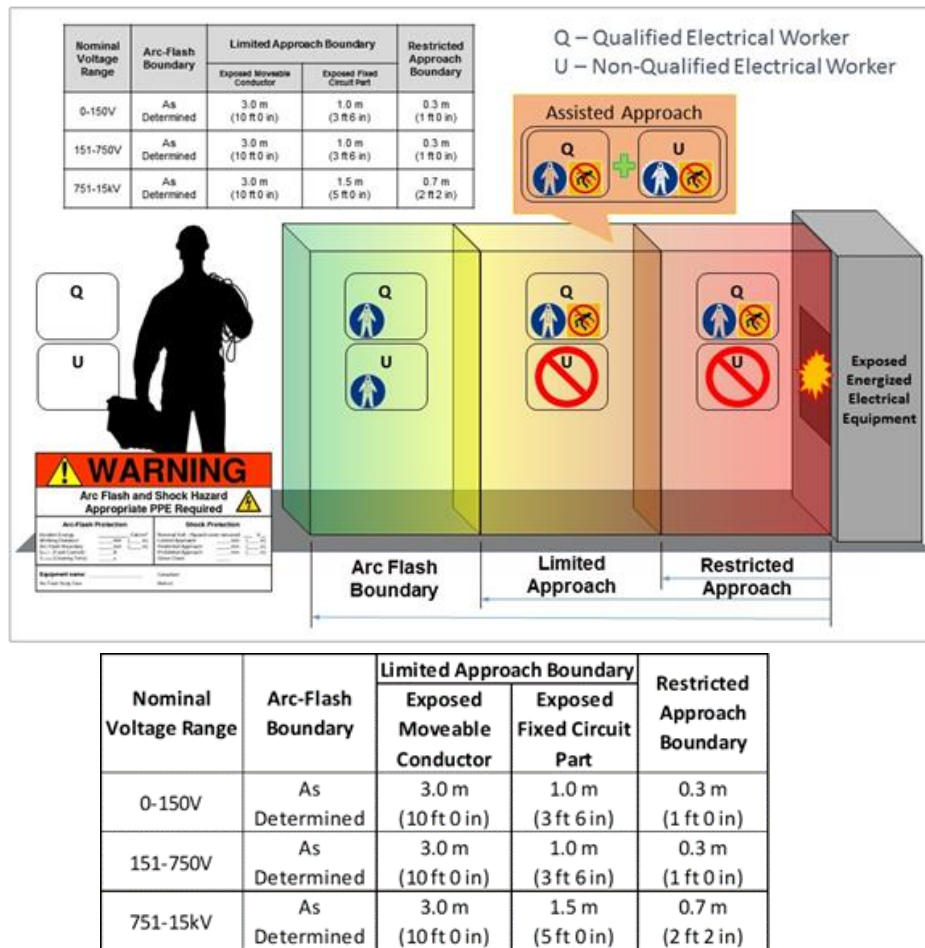 Q – Qualified Electrical Worker
U – Non-Qualified Electrical Worker
Nominal Voltage Range
Arc-Flash Boundary
Limited Approach Boundary
Restricted Approach Boundary
Exposed Moveable Conductor
Exposed Fixed Circuit Part
0-150V
As Determined
3.0 m (10 ft 0 in)
1.0 m (3 ft 6 in)
0.3 m (1 ft 0 in)
151-750V
As Determined
3.0 m (10 ft 0 in)
1.0 m (3 ft 6 in)
0.3 m (1 ft 0 in)
751-15kV
As Determined
3.0 m (10 ft 0 in)
1.5 m (5 ft 0 in)
0.7 m (2 ft 2 in)
Assisted Approach
Q
U
Q
U
Q
U
Q
U
Q
U
Exposed
Energized
Electrical
Equipment
WARNING
Arc Flash and Shock Hazard
Appropriate PPE Required
Arc-Flash Protection
Shock Protection
Equipment name:
Arc Flash
Boundary
Limited
Approach
Restricted
Approach
Nominal Voltage Range
Arc-Flash Boundary
Limited Approach Boundary
Restricted Approach Boundary
Exposed Moveable Conductor
Exposed Fixed Circuit Part
0-150V
As Determined
3.0 m (10 ft 0 in)
1.0 m (3 ft 6 in)
0.3 m (1 ft 0 in)
151-750V
As Determined
3.0 m (10 ft 0 in)
1.0 m (3 ft 6 in)
0.3 m (1 ft 0 in)
751-15kV
As Determined
3.0 m (10 ft 0 in)
1.5 m (5 ft 0 in)
0.7 m (2 ft 2 in)